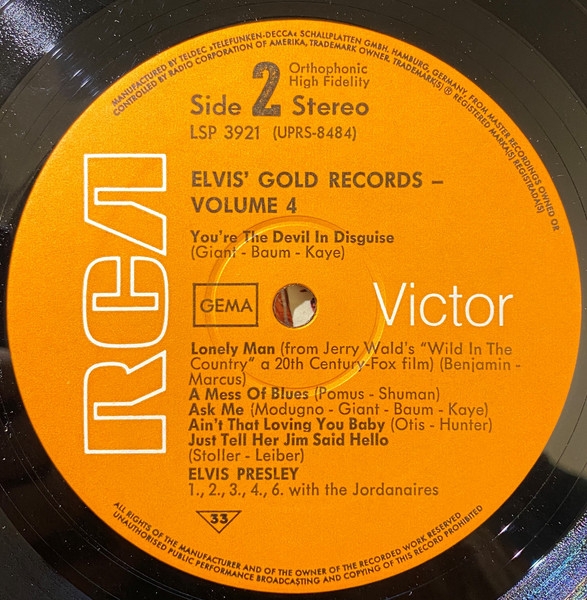 MANUFACTURED BY TELDEC »TELEFUNKEN-DECCA« SCHALLPLATTEN GMBH, HAMBURG, GERMANY, FROM MASTER RECORDINGS OWNED OR
CONTROLLED BY RADIO CORPORATION OF AMERICA, TRADEMARK OWNER, TRADEMARK(S) ® REGISTERED MARKA(S) REGISTRADA(S)
Orthophonic
High Fidelity
Side 2 Stereo
LSP 3921 (UPRS-8484)
ELVIS' GOLD RECORDS –
VOLUME 4
You're The Devil In Disguise
(Giant - Baum - Kaye)
RCA
GEMA
Victor
Lonely Man (from Jerry Wald's "Wild In The
Country" a 20th Century-Fox film) (Benjamin -
Marcus)
A Mess Of Blues (Pomus - Shuman)
Ask Me (Modugno - Giant - Baum - Kaye)
Ain't That Loving You Baby (Otis - Hunter)
Just Tell Her Jim Said Hello
(Stoller - Leiber)
ELVIS PRESLEY
1., 2., 3., 4., 6. with the Jordanaires
33
ALL RIGHTS OF THE MANUFACTURER AND OF THE OWNER OF THE RECORDED WORK RESERVED
UNAUTHORISED PUBLIC PERFORMANCE BROADCASTING AND COPYING OF THIS RECORD PROHIBITED